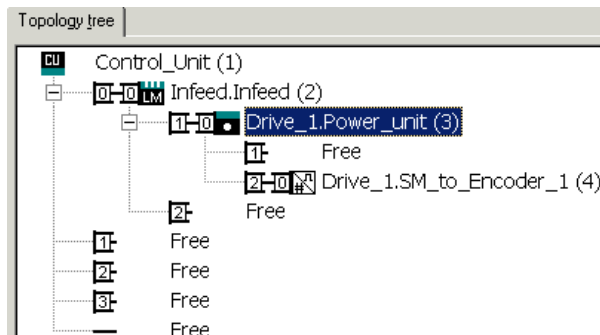 Topology tree
CU Control_Unit (1)
0 0 LM Infeed.Infeed (2)
1 0 Drive_1.Power_unit (3)
1 Free
2 0 # Drive_1.SM_to_Encoder_1 (4)
2 Free
1 Free
2 Free
3 Free
Free